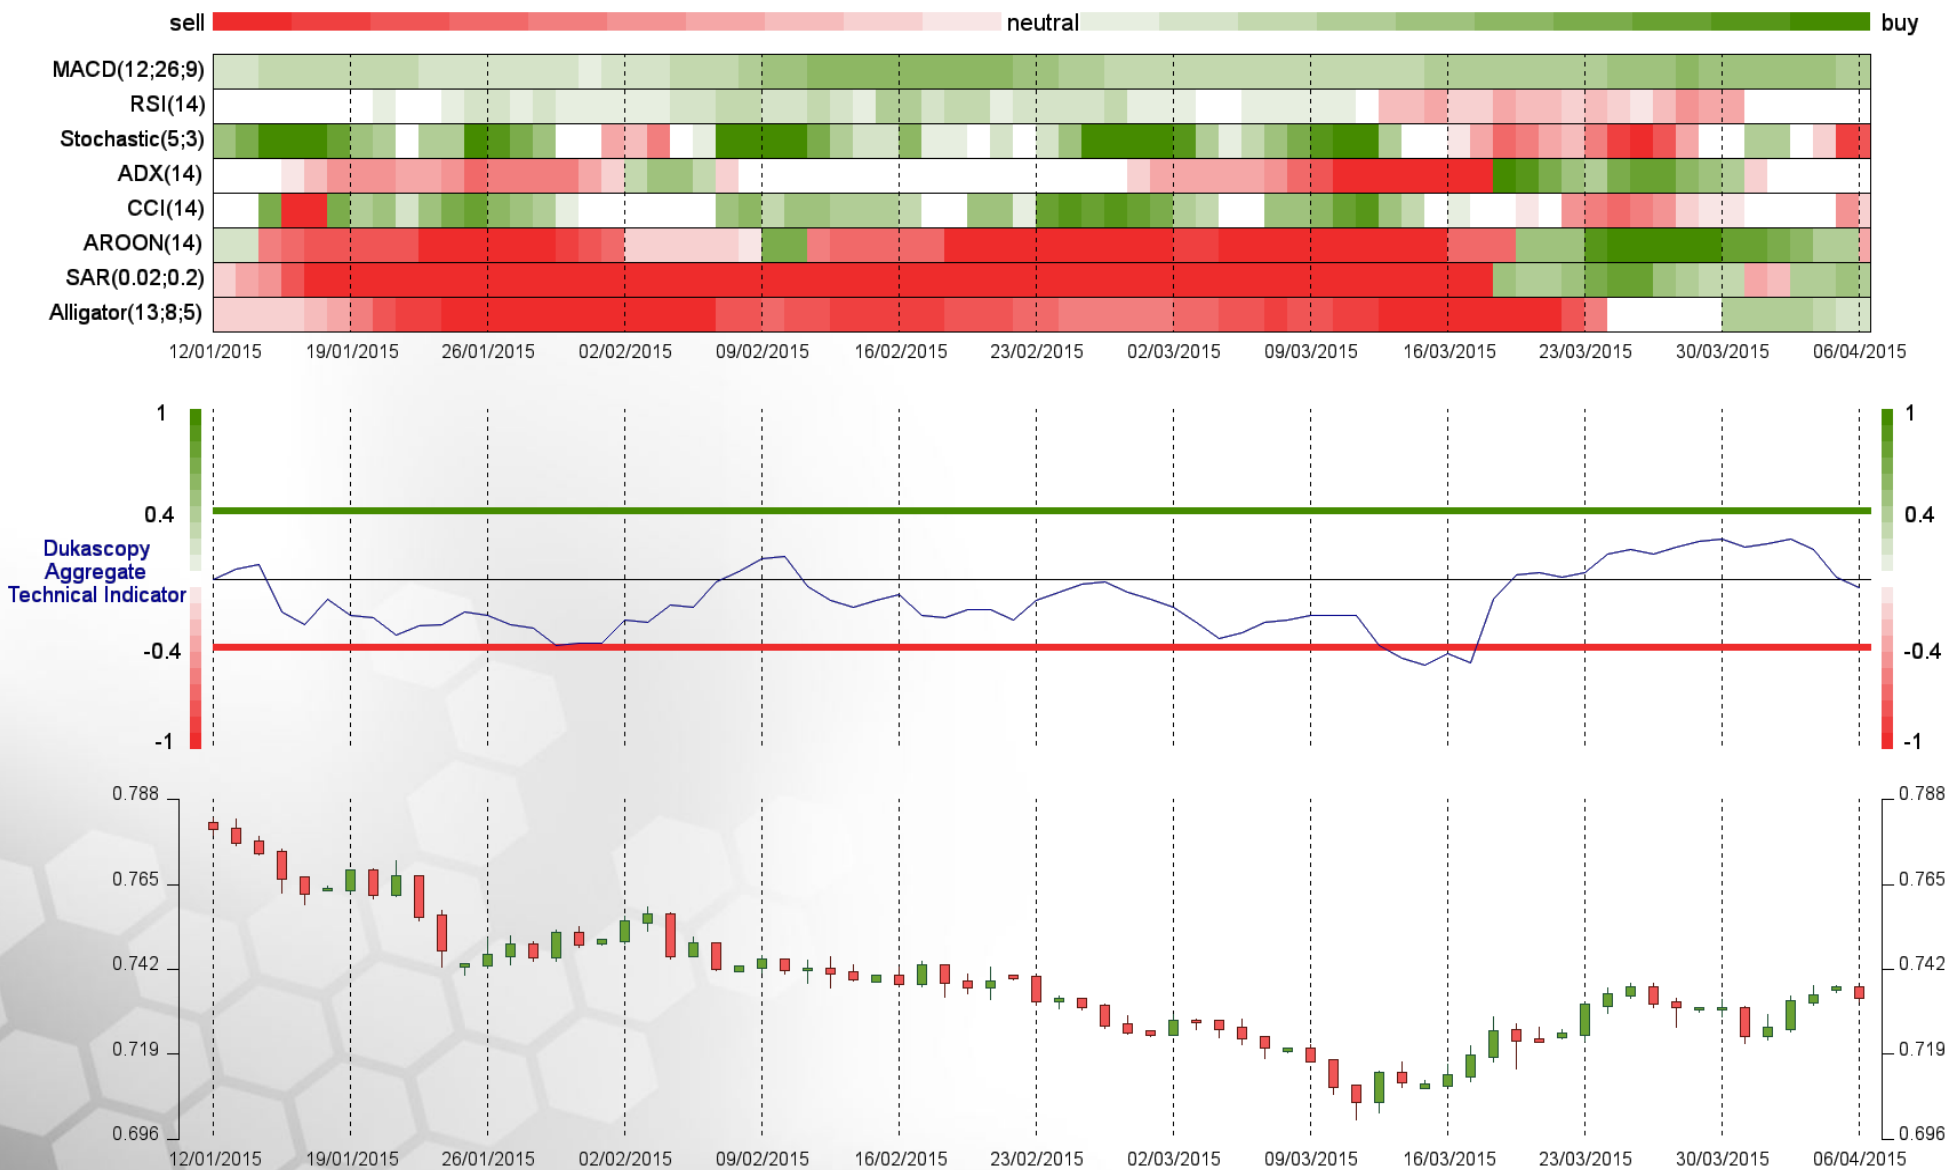 sell neutral buy
MACD(12;26;9)
RSI(14)
Stochastic(5;3)
ADX(14)
CCI(14)
AROON(14)
SAR(0.02;0.2)
Alligator(13;8;5)
12/01/2015 19/01/2015 26/01/2015 02/02/2015 09/02/2015 16/02/2015 23/02/2015 02/03/2015 09/03/2015 16/03/2015 23/03/2015 30/03/2015 06/04/2015
1 1
0.4 0.4
Dukascopy
Aggregate
Technical Indicator
-0.4 -0.4
-1 -1
0.788 0.788
0.765 0.765
0.742 0.742
0.719 0.719
0.696 0.696
12/01/2015 19/01/2015 26/01/2015 02/02/2015 09/02/2015 16/02/2015 23/02/2015 02/03/2015 09/03/2015 16/03/2015 23/03/2015 30/03/2015 06/04/2015